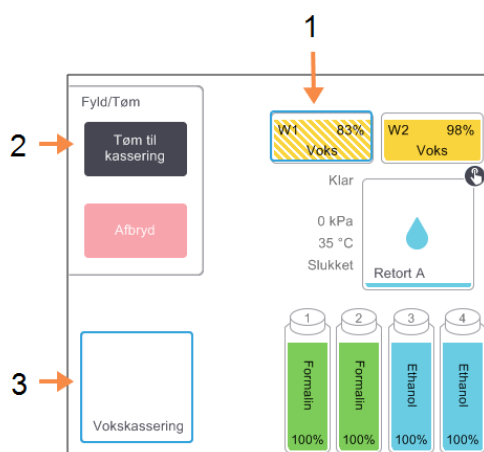 1
Fyld/Tøm
2
Tøm til
kassering
Afbryd
W1 83%
Voks
W2 98%
Voks
Klar
0 kPa
35 °C
Slukket
Retort A
3
Vokskassering
1
Formalin
100%
2
Formalin
100%
3
Ethanol
100%
4
Ethanol
100%